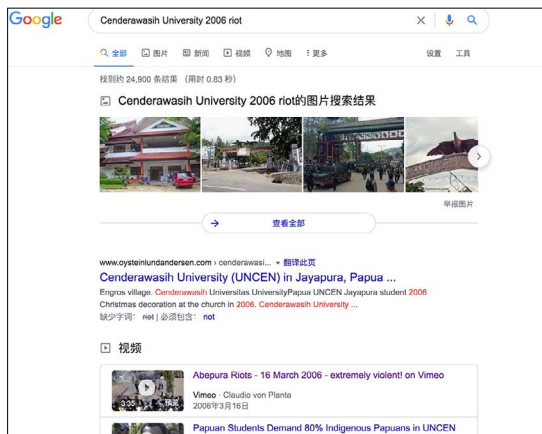 Google
Cenderawasih University 2006 riot
全部 图片 新闻 视频 地图 更多 设置 工具
找到约 24,900 条结果 （用时 0.83 秒）
Cenderawasih University 2006 riot的图片搜索结果
举报图片
查看全部
www.oysteinlundandersen.com › cenderawasi... 翻译此页
Cenderawasih University (UNCEN) in Jayapura, Papua ...
Engros village. Cenderawasih Universitas UniversityPapua UNCEN Jayapura student 2006
Christmas decoration at the church in 2006. Cenderawasih University ...
缺少字词： riot | 必须包含： riot
视频
Abepura Riots - 16 March 2006 - extremely violent! on Vimeo
3:35 预览
Vimeo · Claudio von Planta
2006年3月16日
Papuan Students Demand 80% Indigenous Papuans in UNCEN